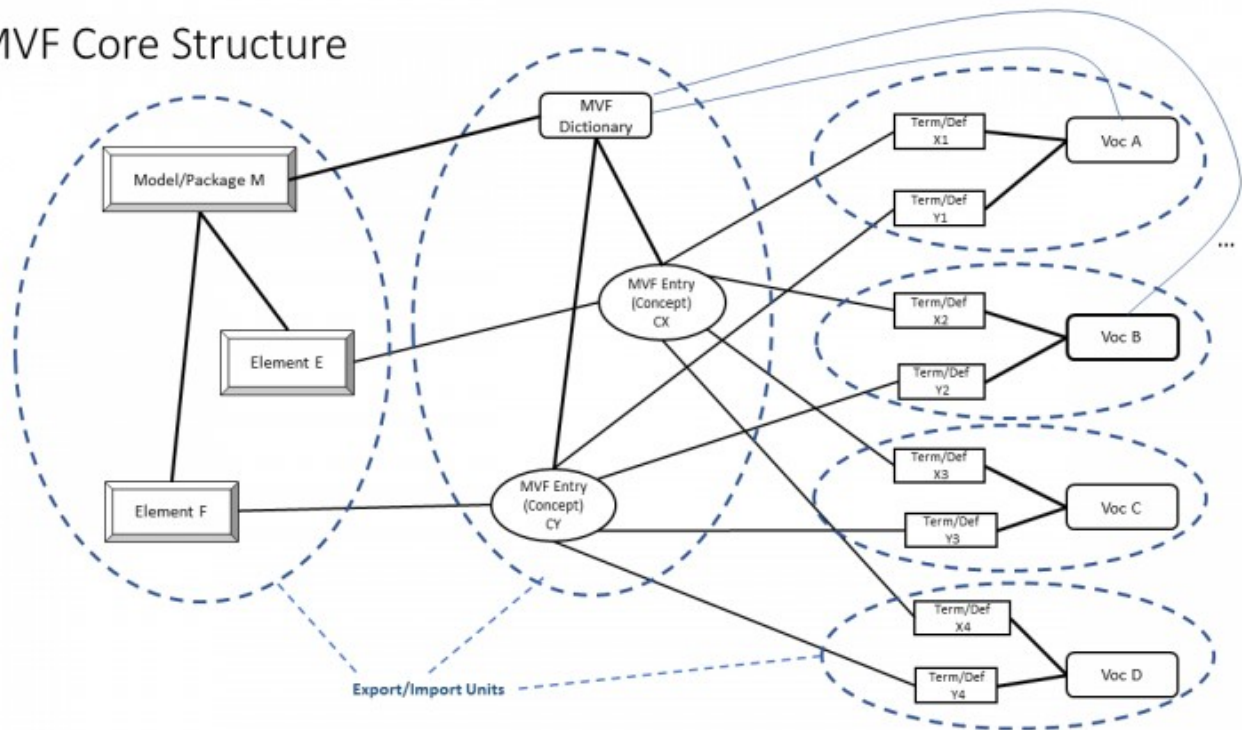 MVF Core Structure
MVF
Dictionary
Model/Package M
Element E
Element F
MVF Entry
(Concept)
CX
MVF Entry
(Concept)
CY
Term/Def
X1
Term/Def
Y1
Voc A
...
Term/Def
X2
Term/Def
Y2
Voc B
Term/Def
X3
Term/Def
Y3
Voc C
Term/Def
X4
Term/Def
Y4
Voc D
Export/Import Units